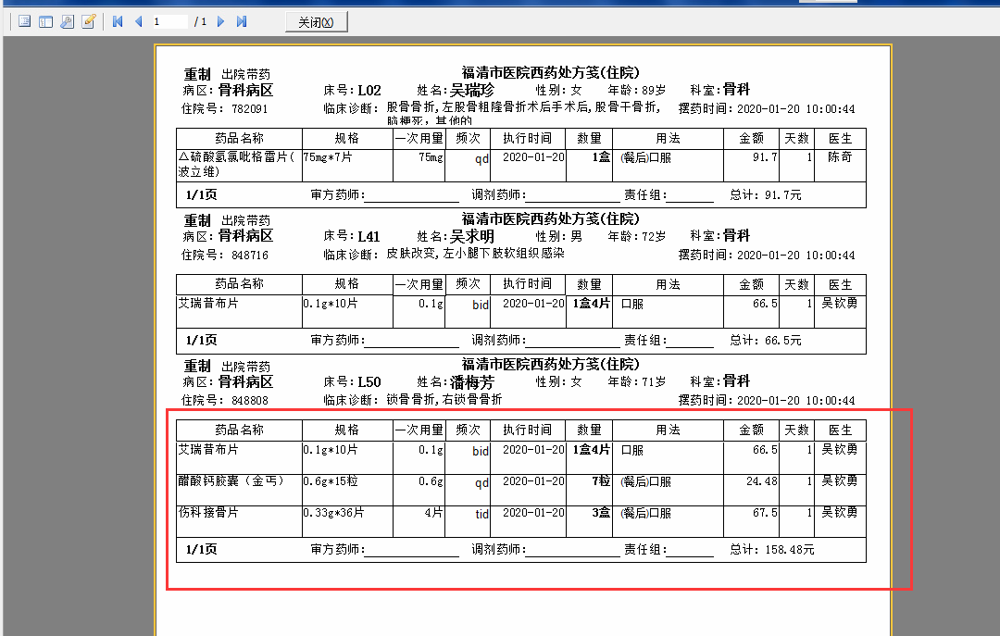 1 / 1 关闭(X)
重制 出院带药 福清市医院西药处方笺(住院)
病区：骨科病区 床号：L02 姓名：吴瑞珍 性别：女 年龄：89岁 科室：骨科
住院号：782091 临床诊断：股骨骨折,左股骨粗隆骨折术后手术后,股骨干骨折, 摆药时间：2020-01-20 10:00:44
脑梗死，其他的
药品名称 规格 一次用量 频次 执行时间 数量 用法 金额 天数 医生
△硫酸氢氯吡格雷片( 75mg*7片 75mg qd 2020-01-20 1盒 (餐后)口服 91.7 1 陈奇
波立维)
1/1页 审方药师： 调剂药师： 责任组： 总计：91.7元
重制 出院带药 福清市医院西药处方笺(住院)
病区：骨科病区 床号：L41 姓名：吴求明 性别：男 年龄：72岁 科室：骨科
住院号：848716 临床诊断：皮肤改变,左小腿下肢软组织感染 摆药时间：2020-01-20 10:00:44
药品名称 规格 一次用量 频次 执行时间 数量 用法 金额 天数 医生
艾瑞昔布片 0.1g*10片 0.1g bid 2020-01-20 1盒4片 口服 66.5 1 吴钦勇
1/1页 审方药师： 调剂药师： 责任组： 总计：66.5元
重制 出院带药 福清市医院西药处方笺(住院)
病区：骨科病区 床号：L50 姓名：潘梅芳 性别：女 年龄：71岁 科室：骨科
住院号：848808 临床诊断：锁骨骨折,右锁骨骨折 摆药时间：2020-01-20 10:00:44
药品名称 规格 一次用量 频次 执行时间 数量 用法 金额 天数 医生
艾瑞昔布片 0.1g*10片 0.1g bid 2020-01-20 1盒4片 口服 66.5 1 吴钦勇
醋酸钙胶囊（金丐） 0.6g*15粒 0.6g qd 2020-01-20 7粒 (餐后)口服 24.48 1 吴钦勇
伤科接骨片 0.33g*36片 4片 tid 2020-01-20 3盒 (餐后)口服 67.5 1 吴钦勇
1/1页 审方药师： 调剂药师： 责任组： 总计：158.48元